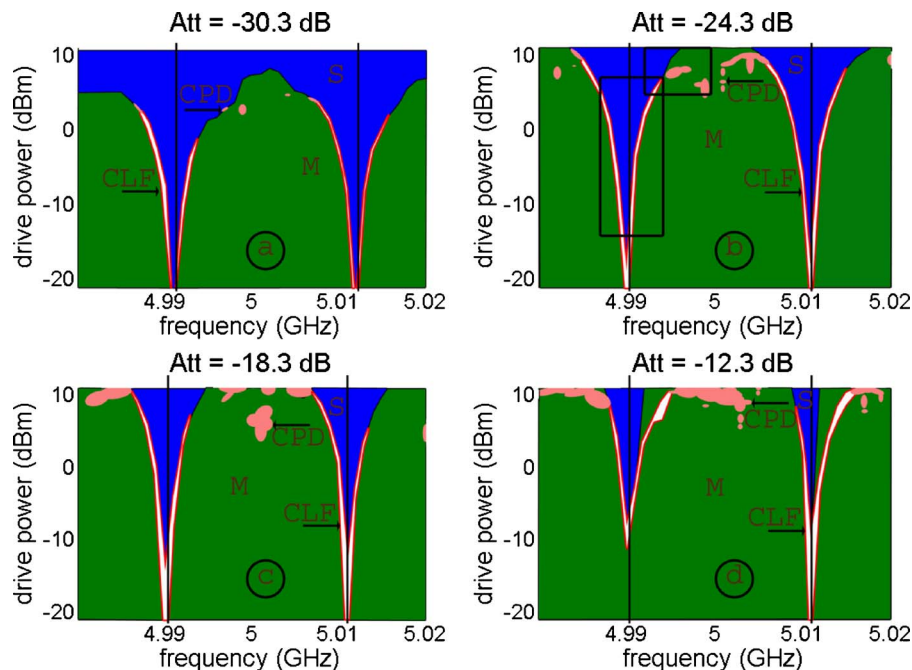 Att = -30.3 dB
Att = -24.3 dB
drive power (dBm)
10
0
-10
-20
S
CPD
M
CLF
a
4.99
5
5.01
5.02
frequency (GHz)
drive power (dBm)
10
0
-10
-20
S
CPD
M
CLF
b
4.99
5
5.01
5.02
frequency (GHz)
Att = -18.3 dB
Att = -12.3 dB
drive power (dBm)
10
0
-10
-20
S
CPD
M
CLF
c
4.99
5
5.01
5.02
frequency (GHz)
drive power (dBm)
10
0
-10
-20
S
CPD
M
CLF
d
4.99
5
5.01
5.02
frequency (GHz)